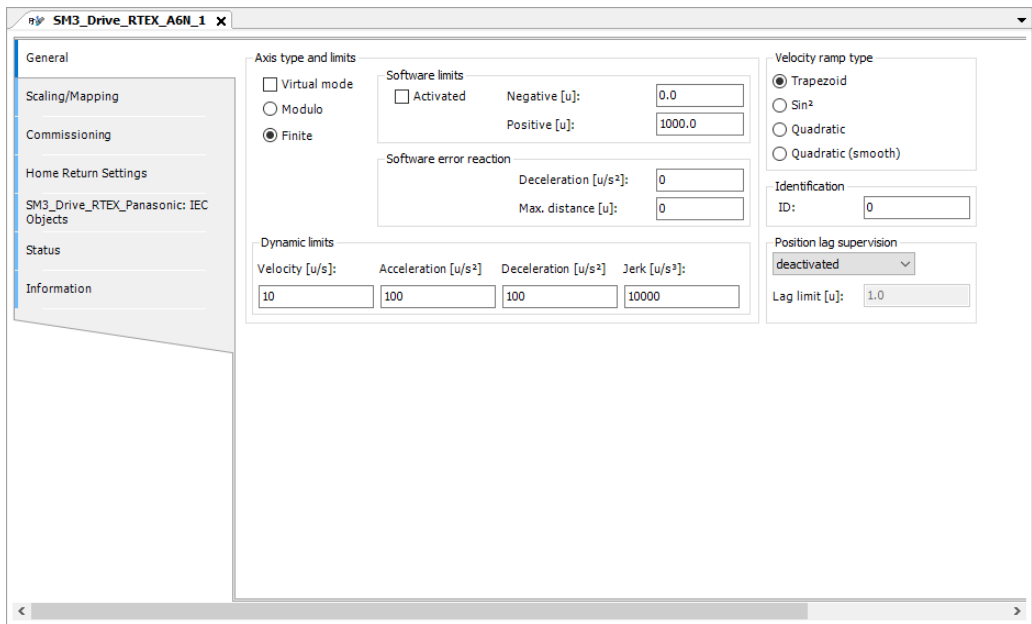 SM3_Drive_RTEX_A6N_1
General
Scaling/Mapping
Commissioning
Home Return Settings
SM3_Drive_RTEX_Panasonic: IEC
Objects
Status
Information
Axis type and limits
Virtual mode
Modulo
Finite
Software limits
Activated
Negative [u]:
0.0
Positive [u]:
1000.0
Software error reaction
Deceleration [u/s²]:
0
Max. distance [u]:
0
Dynamic limits
Velocity [u/s]:
Acceleration [u/s²]
Deceleration [u/s²]
Jerk [u/s³]:
10
100
100
10000
Velocity ramp type
Trapezoid
Sin²
Quadratic
Quadratic (smooth)
Identification
ID:
0
Position lag supervision
deactivated
Lag limit [u]:
1.0